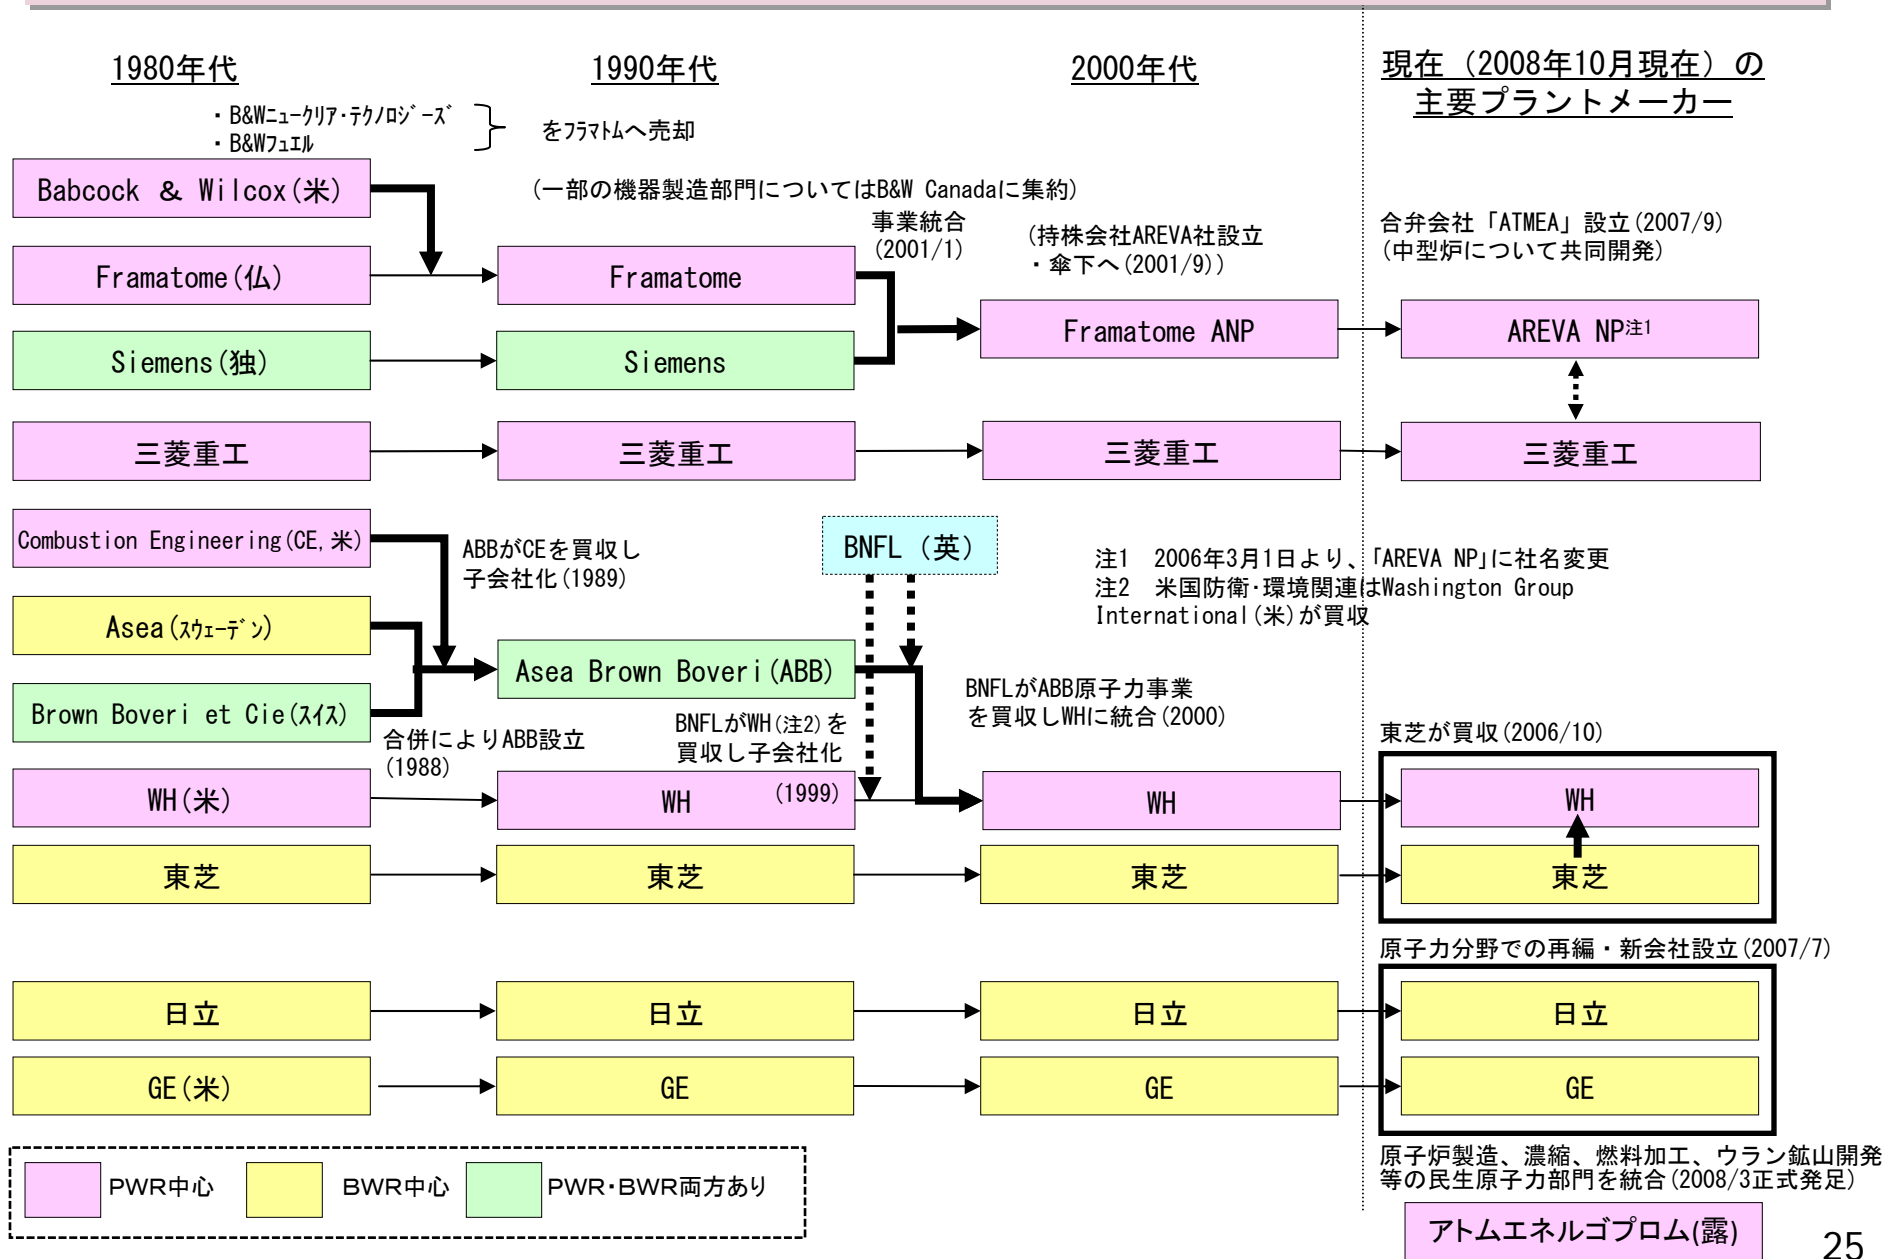 1980年代
1990年代
2000年代
現在（2008年10月現在）の
主要プラントメーカー
・B&Wﾆｭｰｸﾘｱ･ﾃｸﾉﾛｼﾞｰｽﾞ
・B&Wﾌｭｴﾙ
をﾌﾗﾏﾄﾑへ売却
Babcock ＆ Wilcox(米)
(一部の機器製造部門についてはB&W Canadaに集約)
事業統合
(2001/1)
(持株会社AREVA社設立
・傘下へ(2001/9))
合弁会社「ATMEA」設立(2007/9)
(中型炉について共同開発)
Framatome(仏)
Framatome
Siemens(独)
Siemens
Framatome ANP
AREVA NP注1
三菱重工
三菱重工
三菱重工
三菱重工
Combustion Engineering(CE,米)
ABBがCEを買収し
子会社化(1989)
BNFL（英）
注1　2006年3月1日より、「AREVA NP」に社名変更
注2　米国防衛･環境関連はWashington Group
International(米)が買収
Asea(ｽｳｪｰﾃﾞﾝ)
Asea Brown Boveri(ABB)
Brown Boveri et Cie(ｽｲｽ)
合併によりABB設立
(1988)
BNFLがWH(注2)を
買収し子会社化
(1999)
BNFLがABB原子力事業
を買収しWHに統合(2000)
東芝が買収(2006/10)
WH(米)
WH
WH
WH
東芝
東芝
東芝
東芝
原子力分野での再編・新会社設立(2007/7)
日立
日立
日立
日立
GE(米)
GE
GE
GE
PWR中心
BWR中心
PWR･BWR両方あり
原子炉製造、濃縮、燃料加工、ウラン鉱山開発
等の民生原子力部門を統合(2008/3正式発足)
アトムエネルゴプロム(露)
25